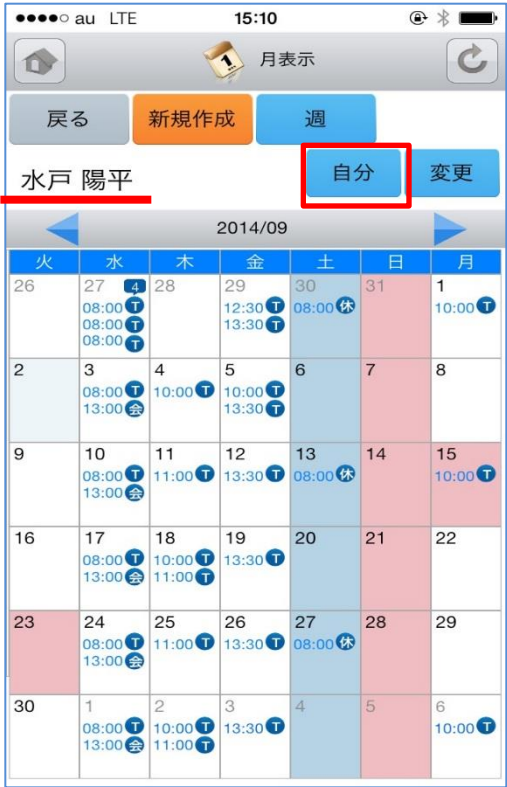 au LTE 15:10
1 月表示
戻る 新規作成 週
水戸 陽平 自分 変更
2014/09
火 水 木 金 土 日 月
26 27 4 28 29 30 31 1
08:00 T 12:30 T 08:00 休 10:00 T
08:00 T 13:30 T
08:00 T
2 3 4 5 6 7 8
08:00 T 10:00 T 10:00 T
13:00 会 13:30 T
9 10 11 12 13 14 15
08:00 T 11:00 T 13:30 T 08:00 休 10:00 T
13:00 会
16 17 18 19 20 21 22
08:00 T 10:00 T 13:30 T
13:00 会 11:00 T
23 24 25 26 27 28 29
08:00 T 11:00 T 13:30 T 08:00 休
13:00 会
30 1 2 3 4 5 6
08:00 T 10:00 T 13:30 T 10:00 T
13:00 会 11:00 T